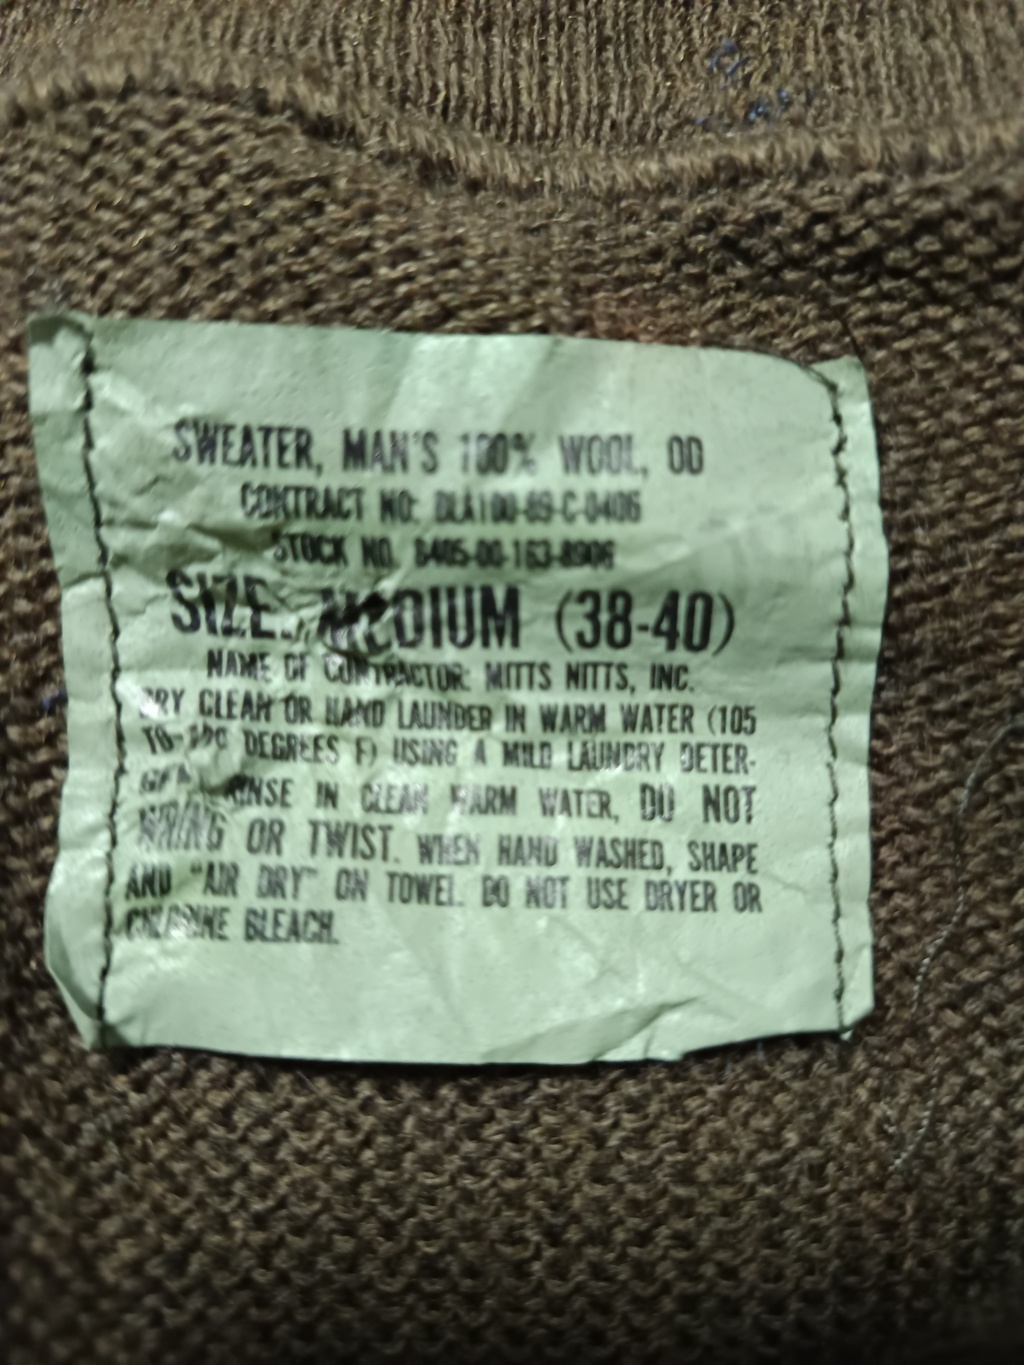 SWEATER, MAN'S 100% WOOL, OD
CONTRACT NO: DLA100-89-C-0406
STOCK NO. 8405-00-163-8906
SIZE: MEDIUM (38-40)
NAME OF CONTRACTOR: MITTS NITTS, INC.
DRY CLEAN OR HAND LAUNDER IN WARM WATER (105
TO DEGREES F) USING A MILD LAUNDRY DETER-
RINSE IN CLEAN WARM WATER, DO NOT
WRING OR TWIST. WHEN HAND WASHED, SHAPE
AND "AIR DRY" ON TOWEL. DO NOT USE DRYER OR
CHLORINE BLEACH.